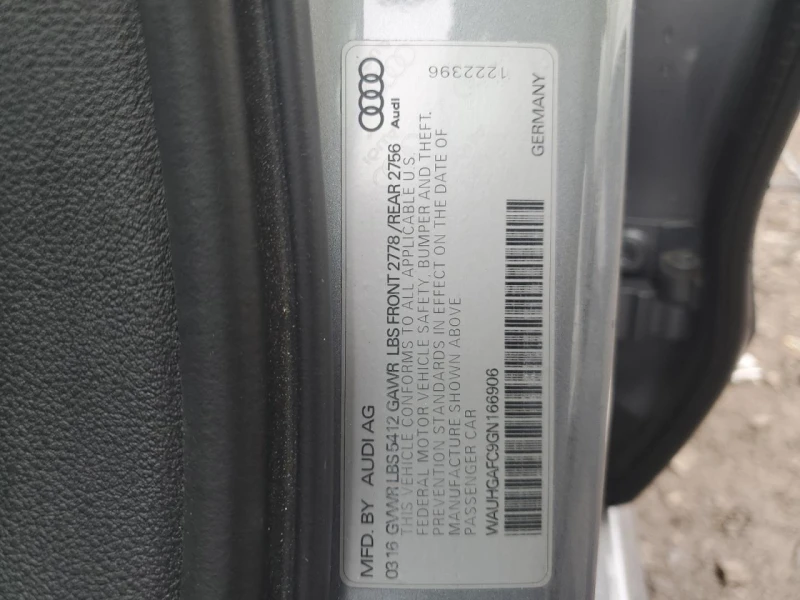 MFD. BY AUDI AG
Audi
03 16 GVWR LBS 5412 GAWR LBS FRONT 2778 / REAR 2756
THIS VEHICLE CONFORMS TO ALL APPLICABLE U.S.
FEDERAL MOTOR VEHICLE SAFETY, BUMPER AND THEFT.
PREVENTION STANDARDS IN EFFECT ON THE DATE OF
MANUFACTURE SHOWN ABOVE
PASSENGER CAR
WAUHGAFC9GN166906
GERMANY
1222396